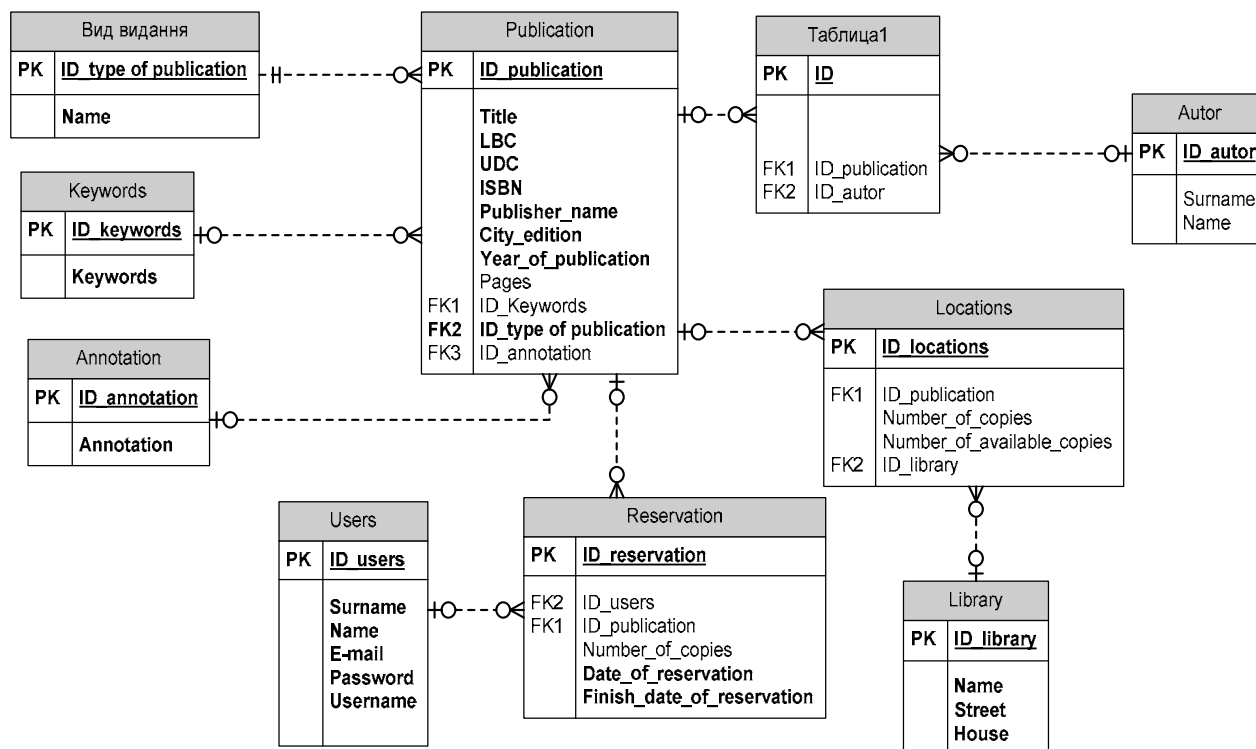 Вид видання
PK ID_type of publication
Name
Keywords
PK ID_keywords
Keywords
Annotation
PK ID_annotation
Annotation
Publication
PK ID_publication
Title
LBC
UDC
ISBN
Publisher_name
City_edition
Year_of_publication
Pages
FK1 ID_Keywords
FK2 ID_type of publication
FK3 ID_annotation
Таблица1
PK ID
FK1 ID_publication
FK2 ID_autor
Autor
PK ID_autor
Surname
Name
Locations
PK ID_locations
FK1 ID_publication
Number_of_copies
Number_of_available_copies
FK2 ID_library
Users
PK ID_users
Surname
Name
E-mail
Password
Username
Reservation
PK ID_reservation
FK2 ID_users
FK1 ID_publication
Number_of_copies
Date_of_reservation
Finish_date_of_reservation
Library
PK ID_library
Name
Street
House